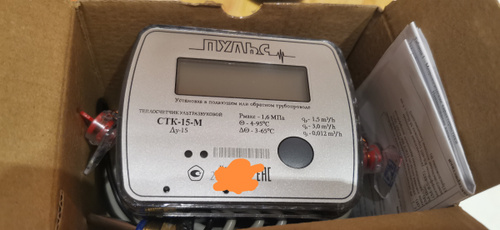 ПУЛЬС
Установка в подающем или обратном трубопроводе
ТЕПЛОСЧЕТЧИК УЛЬТРАЗВУКОВОЙ
СТК-15-М
Ду-15
Pмакс - 1,6 МПа
Θ - 4-95°C
ΔΘ - 3-65°C
qₚ- 1,5 m³/h
qₛ- 3,0 m³/h
qᵢ- 0,012 m³/h
EAC